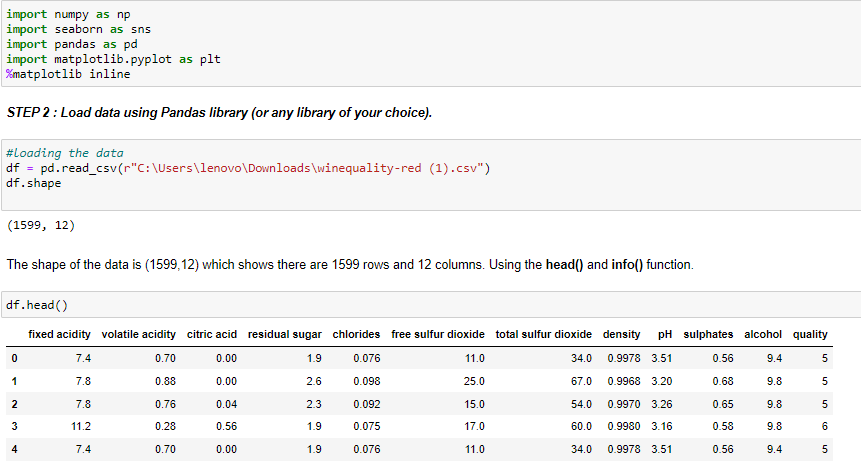 import numpy as np
import seaborn as sns
import pandas as pd
import matplotlib.pyplot as plt
%matplotlib inline
STEP 2 : Load data using Pandas library (or any library of your choice).
#loading the data
df = pd.read_csv(r"C:\Users\lenovo\Downloads\winequality-red (1).csv")
df.shape
(1599, 12)
The shape of the data is (1599,12) which shows there are 1599 rows and 12 columns. Using the head() and info() function.
df.head()
fixed acidity volatile acidity citric acid residual sugar chlorides free sulfur dioxide total sulfur dioxide density pH sulphates alcohol quality
0 7.4 0.70 0.00 1.9 0.076 11.0 34.0 0.9978 3.51 0.56 9.4 5
1 7.8 0.88 0.00 2.6 0.098 25.0 67.0 0.9968 3.20 0.68 9.8 5
2 7.8 0.76 0.04 2.3 0.092 15.0 54.0 0.9970 3.26 0.65 9.8 5
3 11.2 0.28 0.56 1.9 0.075 17.0 60.0 0.9980 3.16 0.58 9.8 6
4 7.4 0.70 0.00 1.9 0.076 11.0 34.0 0.9978 3.51 0.56 9.4 5